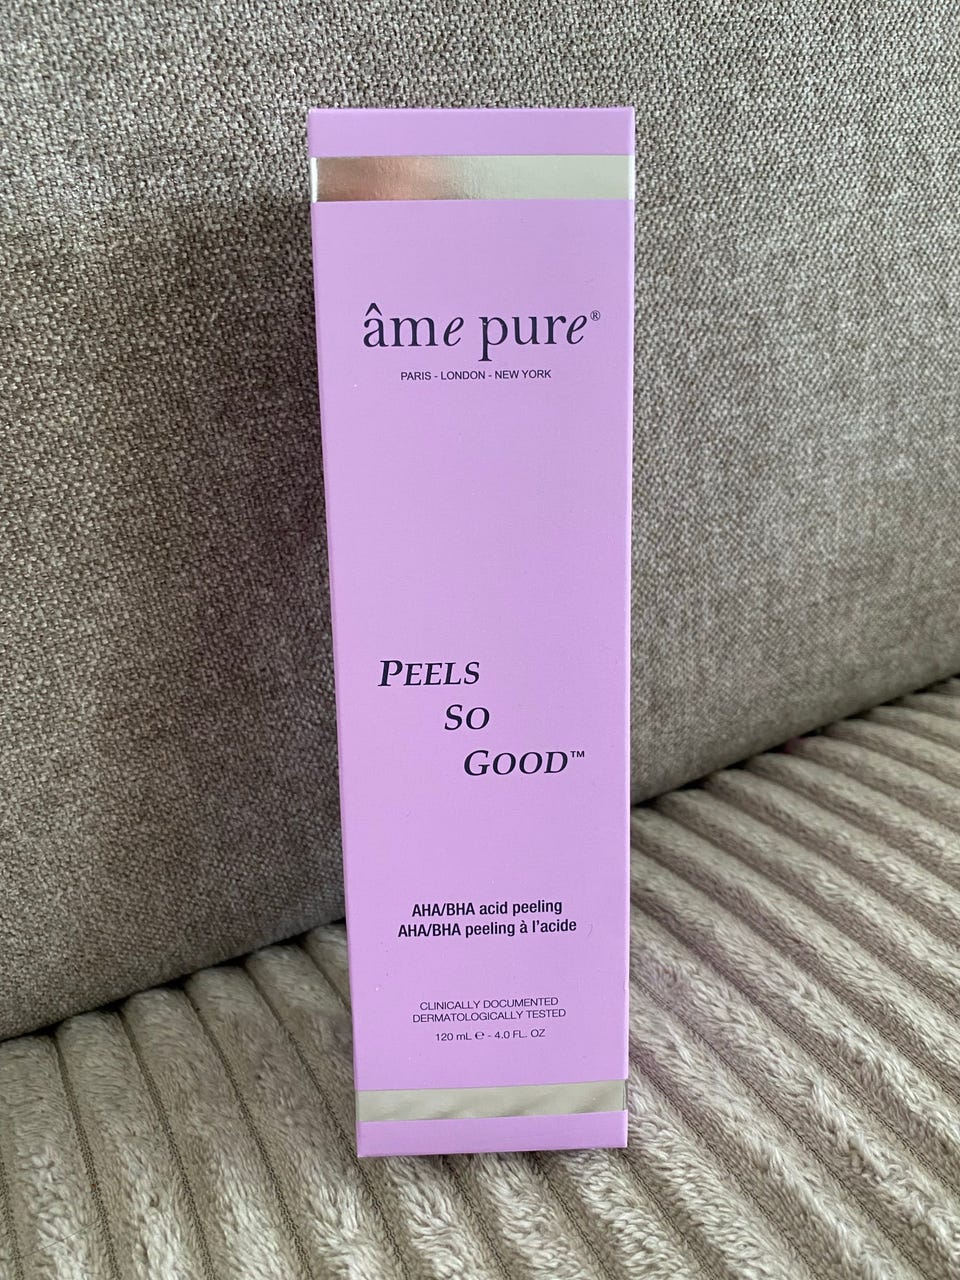 âme pure®
PARIS - LONDON - NEW YORK
PEELS
SO
GOOD™
AHA/BHA acid peeling
AHA/BHA peeling à l'acide
CLINICALLY DOCUMENTED
DERMATOLOGICALLY TESTED
120 mL ℮ - 4.0 FL. OZ